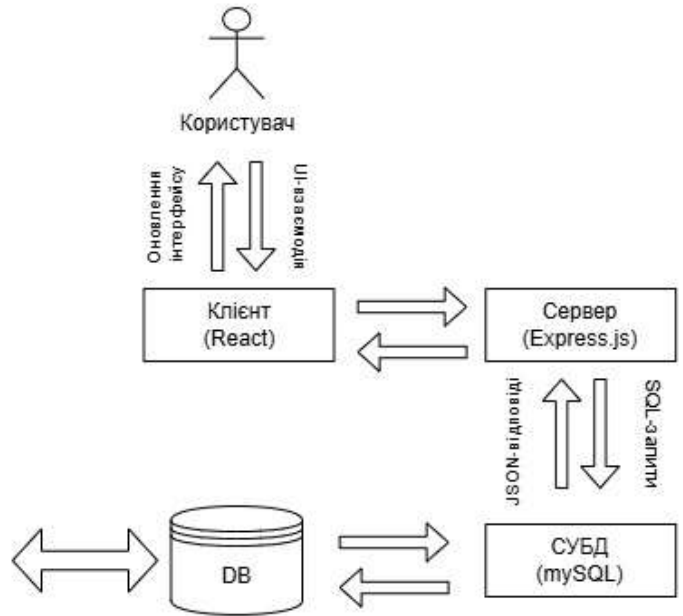 Користувач
Оновлення
інтерфейсу
UI-взаємодія
Клієнт
(React)
Сервер
(Express.js)
JSON-відповіді
SQL-запити
DB
СУБД
(mySQL)